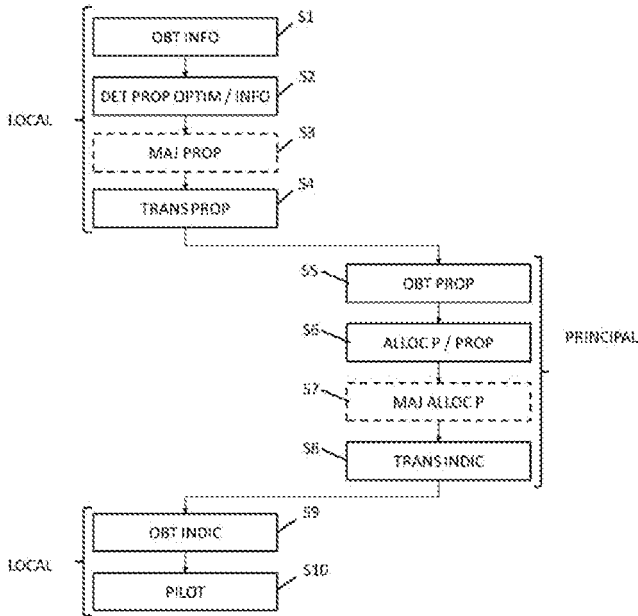 S1
OBT INFO
S2
DET PROP OPTIM / INFO
LOCAL
S3
MAJ PROP
S4
TRANS PROP
S5
OBT PROP
S6
ALLOC P / PROP
PRINCIPAL
S7
MAJ ALLOC P
S8
TRANS INDIC
S9
OBT INDIC
LOCAL
S10
PILOT